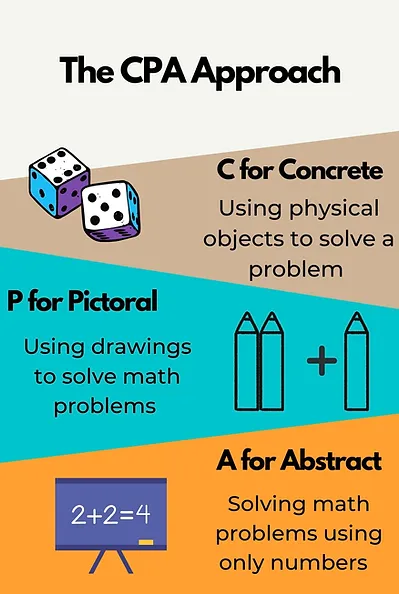 The CPA Approach
C for Concrete
Using physical
objects to solve a
problem
P for Pictoral
Using drawings
to solve math
problems
+
A for Abstract
2+2=4
Solving math
problems using
only numbers